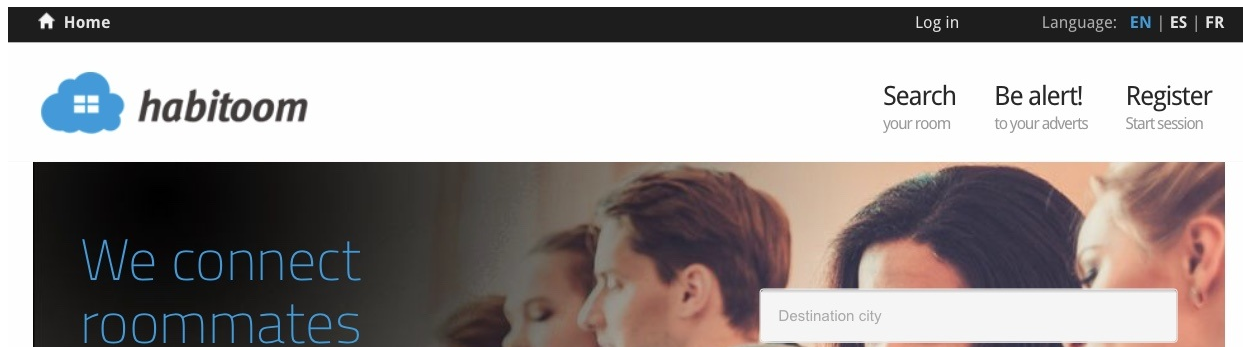 Home
Log in
Language: EN | ES | FR
habitoom
Search
your room
Be alert!
to your adverts
Register
Start session
We connect
roommates
Destination city